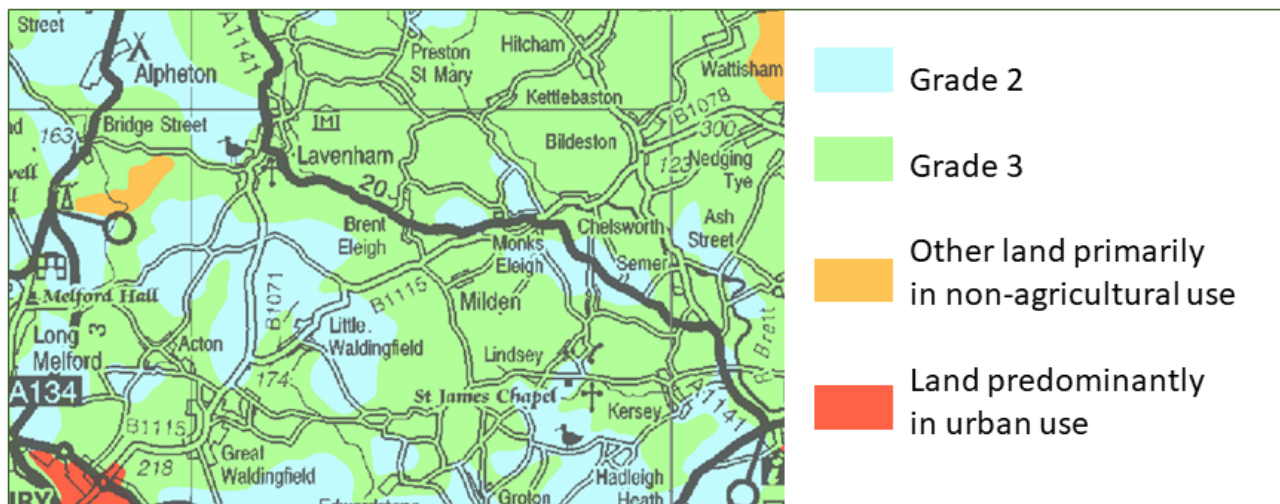 Street
A1141
Preston
St Mary
Hitcham
Wattisham
Alpheton
Kettlebaston
B1078
163
Bridge Street
300
Bildeston
Lavenham
123
Nedging
Tye
20
Brent
Eleigh
Chelsworth
Ash
Street
Monks
Eleigh
Semer
Melford Hall
B1071
B1115
Milden
Long
Melford
3
Acton
Little
Waldingfield
Lindsey
R Brett
A134
174
St James Chapel
Kersey
A1141
B1115
218
Great
Waldingfield
Hadleigh
Heath
Groton
Grade 2
Grade 3
Other land primarily
in non-agricultural use
Land predominantly
in urban use